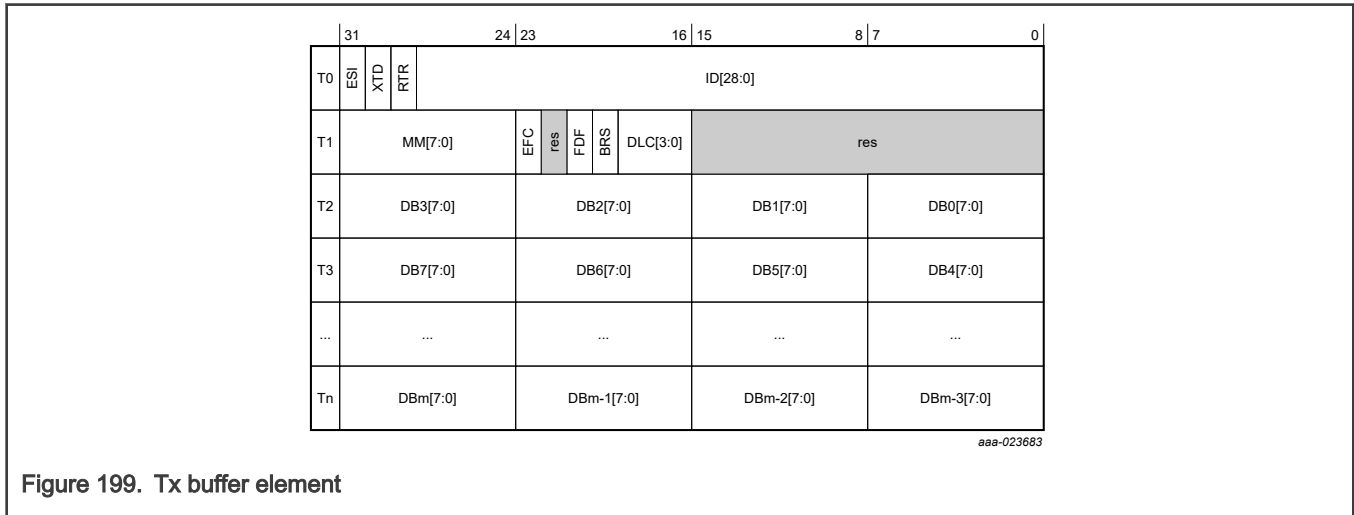 31 24 23 16 15 8 7 0
T0 ESI XTD RTR ID[28:0]
T1 MM[7:0] EFC res FDF BRS DLC[3:0] res
T2 DB3[7:0] DB2[7:0] DB1[7:0] DB0[7:0]
T3 DB7[7:0] DB6[7:0] DB5[7:0] DB4[7:0]
... ... ... ... ...
Tn DBm[7:0] DBm-1[7:0] DBm-2[7:0] DBm-3[7:0]
aaa-023683
Figure 199. Tx buffer element